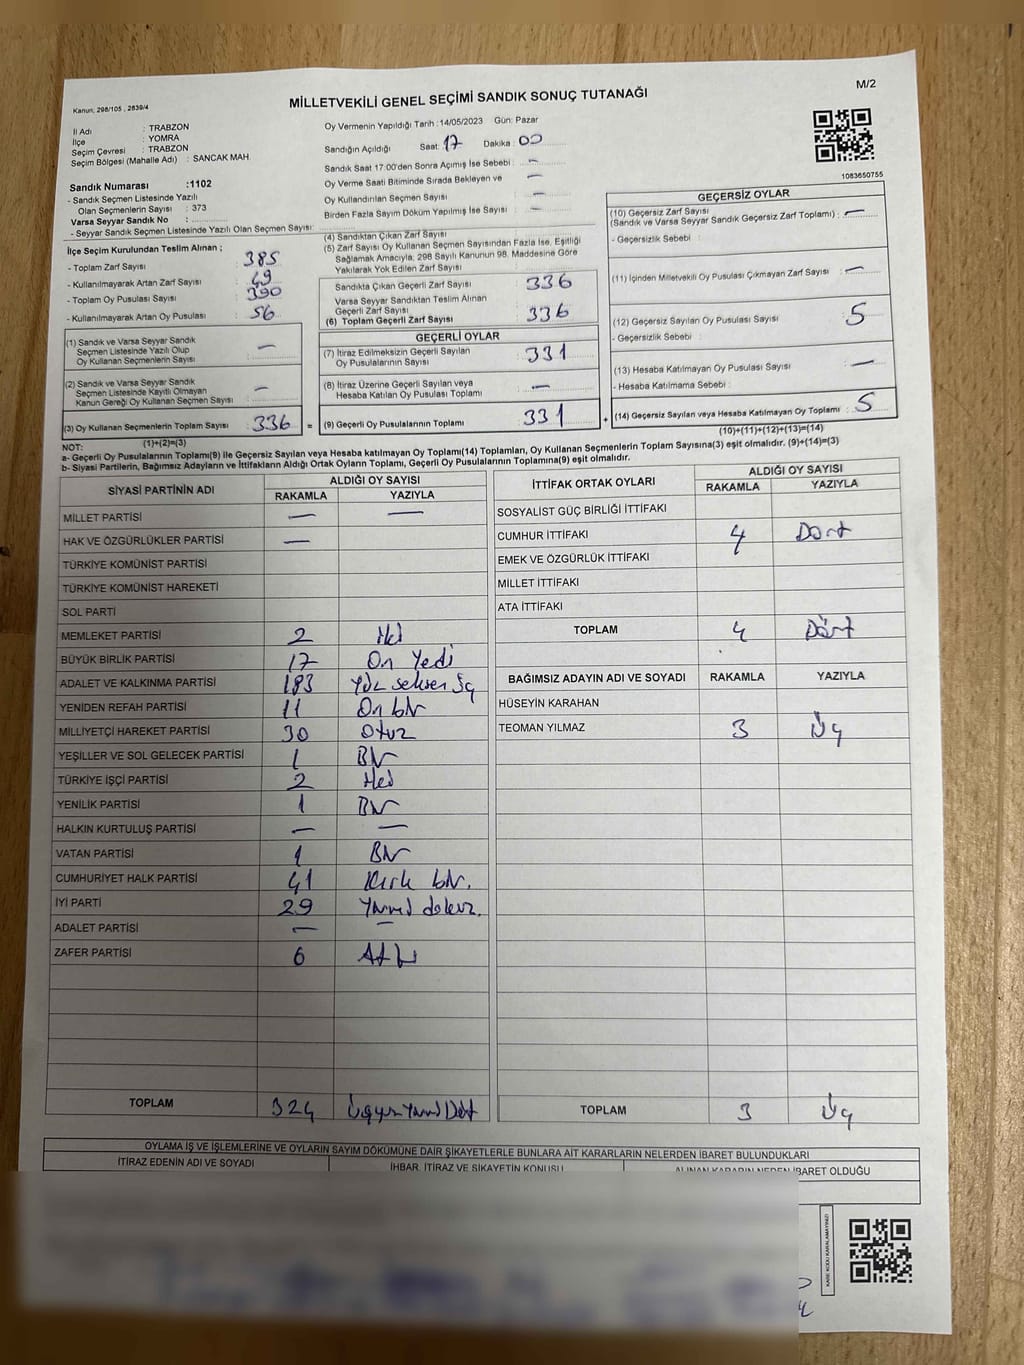 M/2
Kanun; 298/105 , 2839/4
MİLLETVEKİLİ GENEL SEÇİMİ SANDIK SONUÇ TUTANAĞI
İl Adı : TRABZON
İlçe : YOMRA
Seçim Çevresi : TRABZON
Seçim Bölgesi (Mahalle Adı) : SANCAK MAH.
Oy Vermenin Yapıldığı Tarih :14/05/2023 Gün: Pazar
Sandığın Açıldığı Saat: 17 Dakika: 00
Sandık Saat 17:00'den Sonra Açımış İse Sebebi : —
Oy Verme Saati Bitiminde Sırada Bekleyen ve —
Oy Kullandırılan Seçmen Sayısı : —
Birden Fazla Sayım Döküm Yapılmış İse Sayısı : —
1083650755
Sandık Numarası :1102
- Sandık Seçmen Listesinde Yazılı
Olan Seçmenlerin Sayısı : 373
Varsa Seyyar Sandık No :
- Seyyar Sandık Seçmen Listesinde Yazılı Olan Seçmen Sayısı:
İlçe Seçim Kurulundan Teslim Alınan ;
- Toplam Zarf Sayısı : 385
- Kullanılmayarak Artan Zarf Sayısı : 49
- Toplam Oy Pusulası Sayısı : 390
- Kullanılmayarak Artan Oy Pusulası : 56
(1) Sandık ve Varsa Seyyar Sandık
Seçmen Listesinde Yazılı Olup
Oy Kullanan Seçmenlerin Sayısı : —
(2) Sandık ve Varsa Seyyar Sandık
Seçmen Listesinde Kayıtlı Olmayan
Kanun Gereği Oy Kullanan Seçmen Sayısı : —
(3) Oy Kullanan Seçmenlerin Toplam Sayısı : 336 =
(1)+(2)=(3)
(4) Sandıktan Çıkan Zarf Sayısı
(5) Zarf Sayısı Oy Kullanan Seçmen Sayısından Fazla İse, Eşitliği
Sağlamak Amacıyla; 298 Sayılı Kanunun 98. Maddesine Göre
Yakılarak Yok Edilen Zarf Sayısı :
Sandıkta Çıkan Geçerli Zarf Sayısı : 336
Varsa Seyyar Sandıktan Teslim Alınan
Geçerli Zarf Sayısı
(6) Toplam Geçerli Zarf Sayısı : 336
GEÇERLİ OYLAR
(7) İtiraz Edilmeksizin Geçerli Sayılan
Oy Pusulalarının Sayısı : 331
(8) İtiraz Üzerine Geçerli Sayılan veya
Hesaba Katılan Oy Pusulası Toplamı : —
(9) Geçerli Oy Pusulalarının Toplamı : 331 +
GEÇERSİZ OYLAR
(10) Geçersiz Zarf Sayısı
(Sandık ve Varsa Seyyar Sandık Geçersiz Zarf Toplamı) : —
- Geçersizlik Sebebi :
(11) İçinden Milletvekili Oy Pusulası Çıkmayan Zarf Sayısı : —
(12) Geçersiz Sayılan Oy Pusulası Sayısı : 5
- Geçersizlik Sebebi :
(13) Hesaba Katılmayan Oy Pusulası Sayısı : —
- Hesaba Katılmama Sebebi :
(14) Geçersiz Sayılan veya Hesaba Katılmayan Oy Toplamı : 5
(10)+(11)+(12)+(13)=(14)
NOT:
a- Geçerli Oy Pusulalarının Toplamı(9) ile Geçersiz Sayılan veya Hesaba katılmayan Oy Toplamı(14) Toplamları, Oy Kullanan Seçmenlerin Toplam Sayısına(3) eşit olmalıdır. (9)+(14)=(3)
b- Siyasi Partilerin, Bağımsız Adayların ve İttifakların Aldığı Ortak Oyların Toplamı, Geçerli Oy Pusulalarının Toplamına(9) eşit olmalıdır.
SİYASİ PARTİNİN ADI ALDIĞI OY SAYISI
RAKAMLA YAZIYLA
MİLLET PARTİSİ — —
HAK VE ÖZGÜRLÜKLER PARTİSİ —
TÜRKİYE KOMÜNİST PARTİSİ
TÜRKİYE KOMÜNİST HAREKETİ
SOL PARTİ
MEMLEKET PARTİSİ 2 İki
BÜYÜK BİRLİK PARTİSİ 17 On Yedi
ADALET VE KALKINMA PARTİSİ 183 Yüz seksen üç
YENİDEN REFAH PARTİSİ 11 On bir
MİLLİYETÇİ HAREKET PARTİSİ 30 Otuz
YEŞİLLER VE SOL GELECEK PARTİSİ 1 Bir
TÜRKİYE İŞÇİ PARTİSİ 2 İki
YENİLİK PARTİSİ 1 Bir
HALKIN KURTULUŞ PARTİSİ — —
VATAN PARTİSİ 1 Bir
CUMHURİYET HALK PARTİSİ 41 Kırk bir.
İYİ PARTİ 29 Yirmi dokuz.
ADALET PARTİSİ — —
ZAFER PARTİSİ 6 Altı
TOPLAM 324 Üçyüz Yirmi Dört
İTTİFAK ORTAK OYLARI ALDIĞI OY SAYISI
RAKAMLA YAZIYLA
SOSYALİST GÜÇ BİRLİĞİ İTTİFAKI
CUMHUR İTTİFAKI 4 Dört
EMEK VE ÖZGÜRLÜK İTTİFAKI
MİLLET İTTİFAKI
ATA İTTİFAKI
TOPLAM 4 Dört
BAĞIMSIZ ADAYIN ADI VE SOYADI RAKAMLA YAZIYLA
HÜSEYİN KARAHAN
TEOMAN YILMAZ 3 Üç
TOPLAM 3 Üç
OYLAMA İŞ VE İŞLEMLERİNE VE OYLARIN SAYIM DÖKÜMÜNE DAİR ŞİKAYETLERLE BUNLARA AİT KARARLARIN NELERDEN İBARET BULUNDUKLARI
İTİRAZ EDENİN ADI VE SOYADI İHBAR, İTİRAZ VE ŞİKAYETİN KONUSU ALINAN KARARIN NEDEN İBARET OLDUĞU